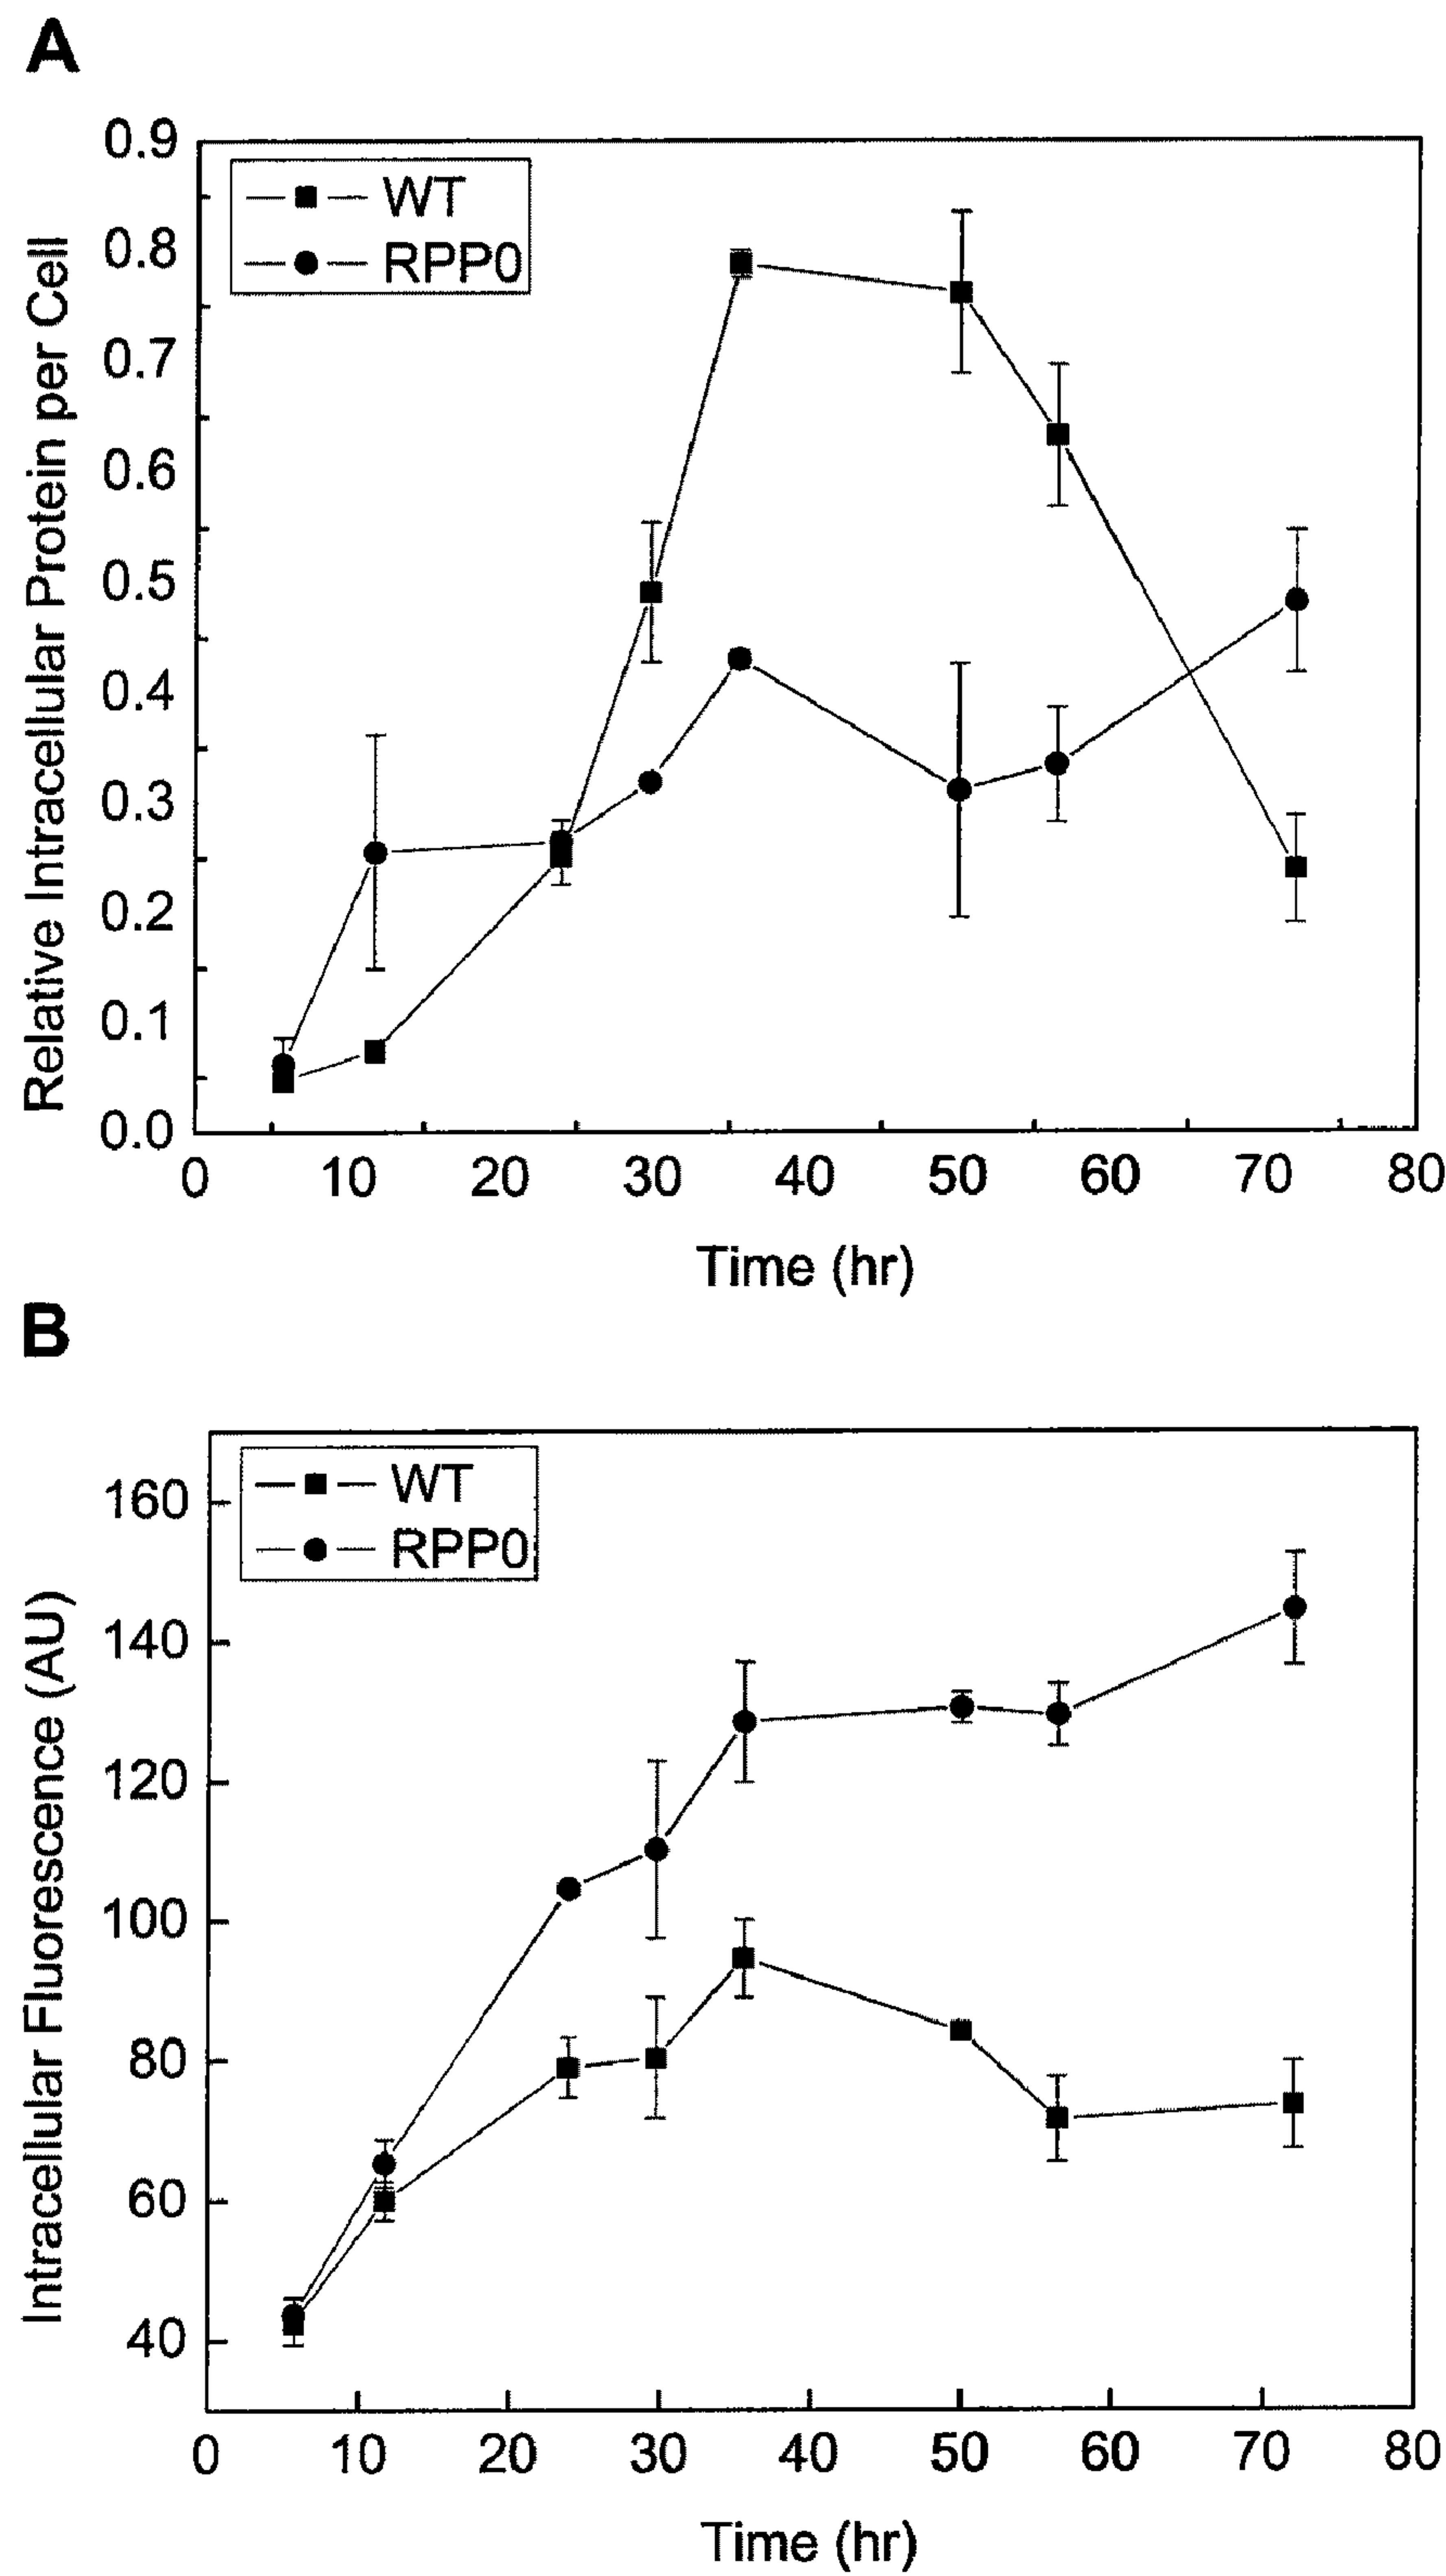 A
0.9
0.8
0.7
0.6
0.5
0.4
0.3
0.2
0.1
0.0
Relative Intracellular Protein per Cell
WT
RPP0
0 10 20 30 40 50 60 70 80
Time (hr)
B
160
140
120
100
80
60
40
Intracellular Fluorescence (AU)
WT
RPP0
0 10 20 30 40 50 60 70 80
Time (hr)